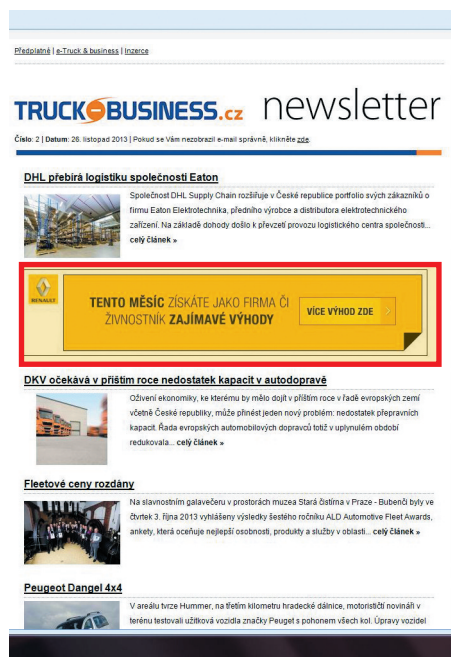 Předplatné | e-Truck & business | Inzerce
TRUCK BUSINESS.cz newsletter
Číslo: 2 | Datum: 26. listopad 2013 | Pokud se Vám nezobrazil e-mail správně, klikněte zde.
DHL přebírá logistiku společnosti Eaton
Společnost DHL Supply Chain rozšiřuje v České republice portfolio svých zákazníků o
firmu Eaton Elektrotechnika, předního výrobce a distributora elektrotechnického
zařízení. Na základě dohody došlo k převzetí provozu logistického centra společnosti...
celý článek »
RENAULT
TENTO MĚSÍC ZÍSKÁTE JAKO FIRMA ČI
ŽIVNOSTNÍK ZAJÍMAVÉ VÝHODY
VÍCE VÝHOD ZDE
DKV očekává v příštím roce nedostatek kapacit v autodopravě
Oživení ekonomiky, ke kterému by mělo dojít v příštím roce v řadě evropských zemí
včetně České republiky, může přinést jeden nový problém: nedostatek přepravních
kapacit. Řada evropských automobilových dopravců totiž v uplynulém období
redukovala... celý článek »
Fleetové ceny rozdány
Na slavnostním galavečeru v prostorách muzea Stará čistírna v Praze - Bubenči byly ve
čtvrtek 3. října 2013 vyhlášeny výsledky šestého ročníku ALD Automotive Fleet Awards,
ankety, která oceňuje nejlepší osobnosti, produkty a služby v oblasti... celý článek »
Peugeot Dangel 4x4
V areálu tvrze Hummer, na třetím kilometru hradecké dálnice, motorističtí novináři v
terénu testovali užitková vozidla značky Peuget s pohonem všech kol. Úpravy vozidel